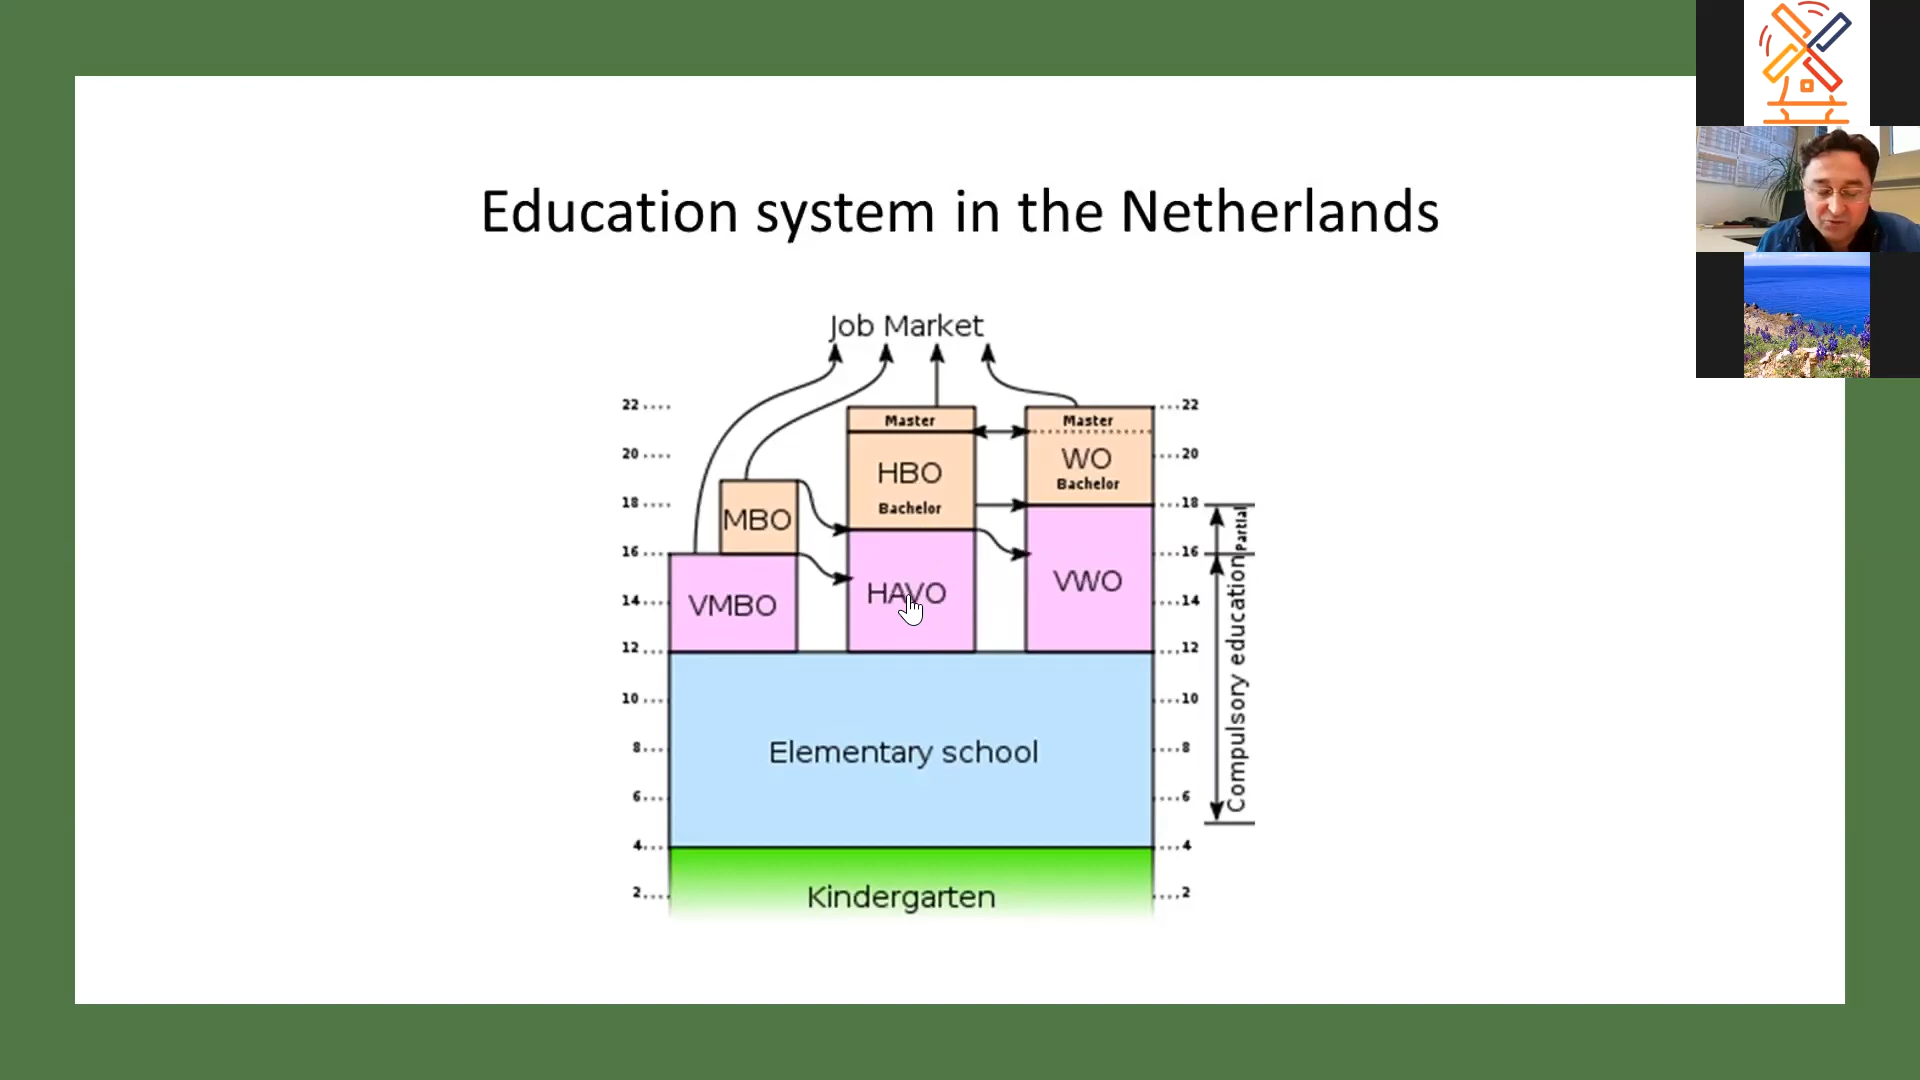 Education system in the Netherlands
Job Market
22 Master Master 22
20 HBO WO 20
Bachelor Bachelor
18 MBO 18
16 16 Partial
14 VMBO HAVO VWO 14
12 12
Compulsory education
10 10
8 Elementary school 8
6 6
4 4
2 Kindergarten 2